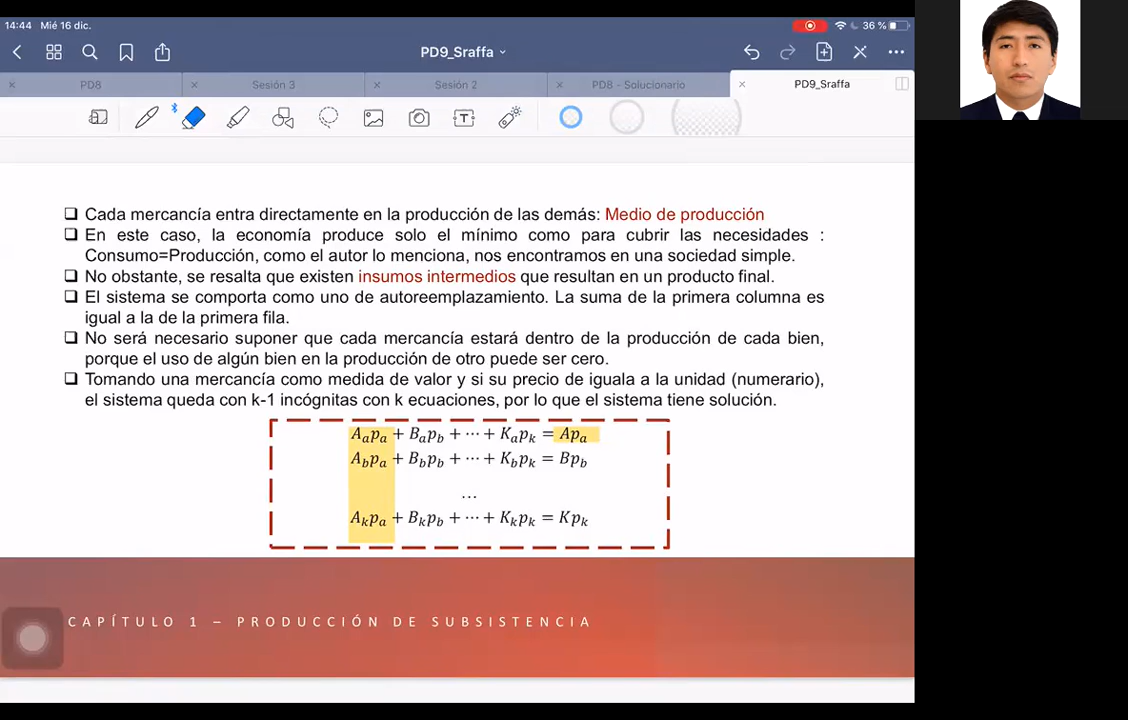 14:44 Mié 16 dic. 36 %
PD9_Sraffa
PD8 Sesión 3 Sesión 2 PD8 - Solucionario PD9_Sraffa
T
❑ Cada mercancía entra directamente en la producción de las demás: Medio de producción
❑ En este caso, la economía produce solo el mínimo como para cubrir las necesidades :
Consumo=Producción, como el autor lo menciona, nos encontramos en una sociedad simple.
❑ No obstante, se resalta que existen insumos intermedios que resultan en un producto final.
❑ El sistema se comporta como uno de autoreemplazamiento. La suma de la primera columna es
igual a la de la primera fila.
❑ No será necesario suponer que cada mercancía estará dentro de la producción de cada bien,
porque el uso de algún bien en la producción de otro puede ser cero.
❑ Tomando una mercancía como medida de valor y si su precio de iguala a la unidad (numerario),
el sistema queda con k-1 incógnitas con k ecuaciones, por lo que el sistema tiene solución.
A_a p_a + B_a p_b + ⋯ + K_a p_k = A p_a
A_b p_a + B_b p_b + ⋯ + K_b p_k = B p_b
…
A_k p_a + B_k p_b + ⋯ + K_k p_k = K p_k
CAPÍTULO 1 – PRODUCCIÓN DE SUBSISTENCIA